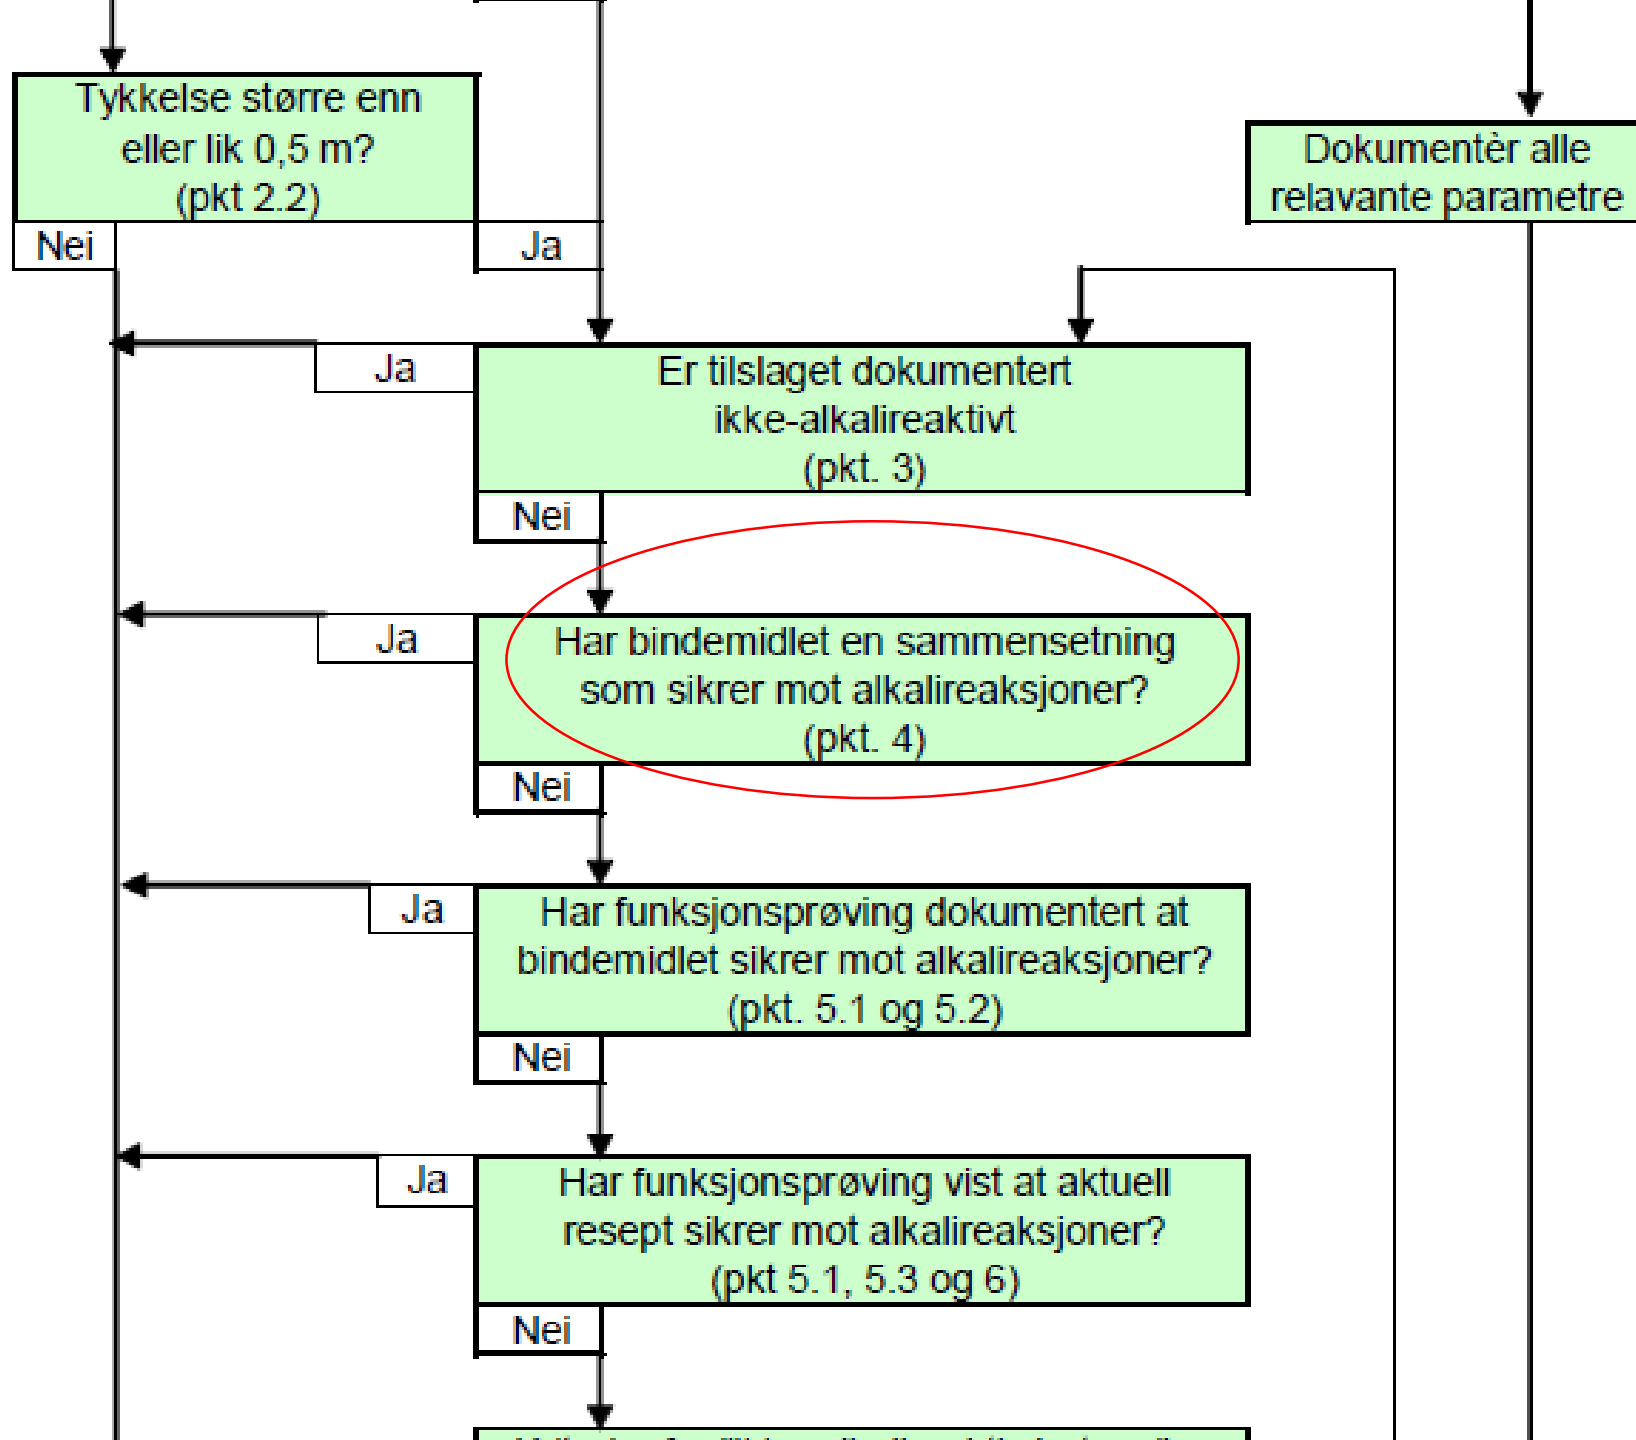 Tykkelse større enn
eller lik 0,5 m?
(pkt 2.2)
Nei
Ja
Dokumentèr alle
relavante parametre
Ja
Er tilslaget dokumentert
ikke-alkalireaktivt
(pkt. 3)
Nei
Ja
Har bindemidlet en sammensetning
som sikrer mot alkalireaksjoner?
(pkt. 4)
Nei
Ja
Har funksjonsprøving dokumentert at
bindemidlet sikrer mot alkalireaksjoner?
(pkt. 5.1 og 5.2)
Nei
Ja
Har funksjonsprøving vist at aktuell
resept sikrer mot alkalireaksjoner?
(pkt 5.1, 5.3 og 6)
Nei